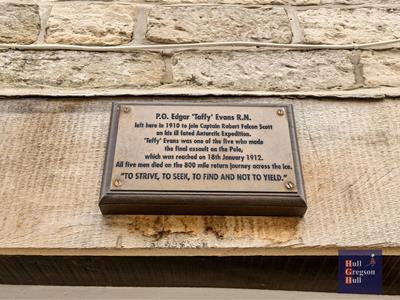 P.O. Edgar 'Taffy' Evans R.N.
left here in 1910 to join Captain Robert Falcon Scott
on his ill fated Antarctic Expedition.
'Taffy' Evans was one of the five who made
the final assault on the Pole,
which was reached on 18th January 1912.
All five men died on the 800 mile return journey across the ice.
"TO STRIVE, TO SEEK, TO FIND AND NOT TO YIELD."
Hull
Gregson
Hull